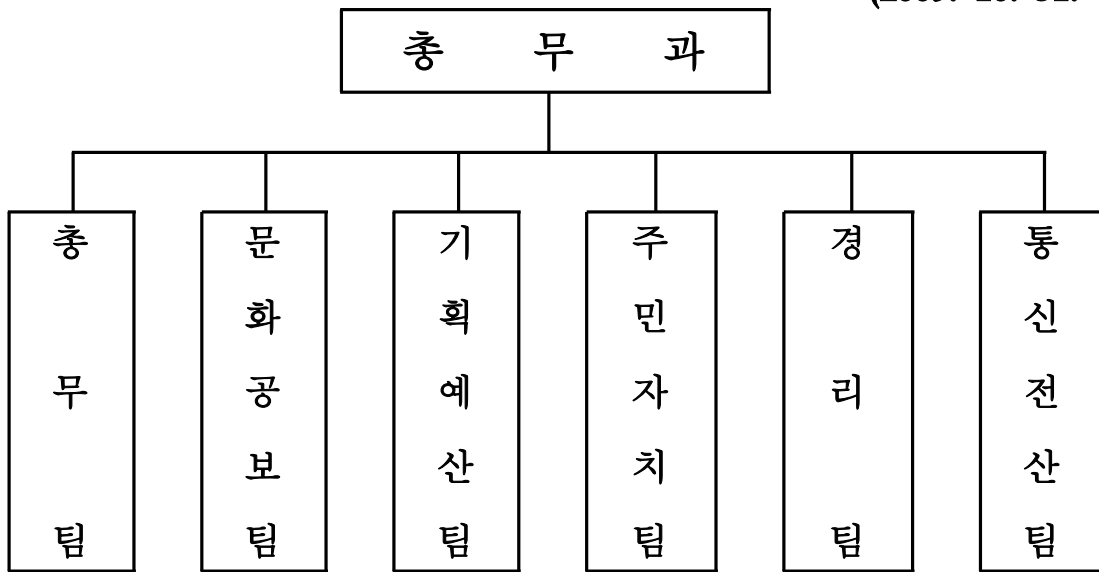 총 무 과
총무팀
문화공보팀
기획예산팀
주민자치팀
경리팀
통신전산팀